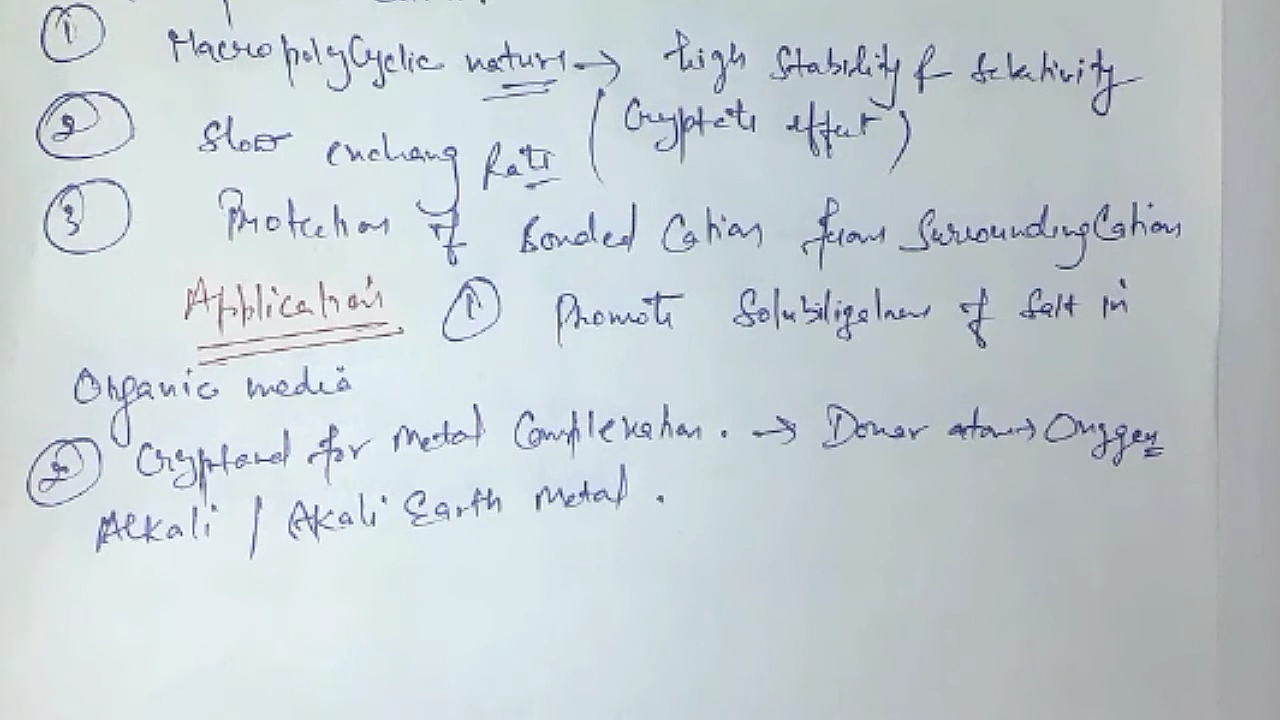 ① Macropolycyclic nature → high Stability & Selectivity
② Slow exchang Rate (Cryptate effect)
③ Protection of Bonded Cation from Surrounding Cation
Application ① Promote Solubilization of Salt in
Organic media
② Cryptand for Metal Complexation. → Donor atom → Oxygen
Alkali / Akali Earth Metal.